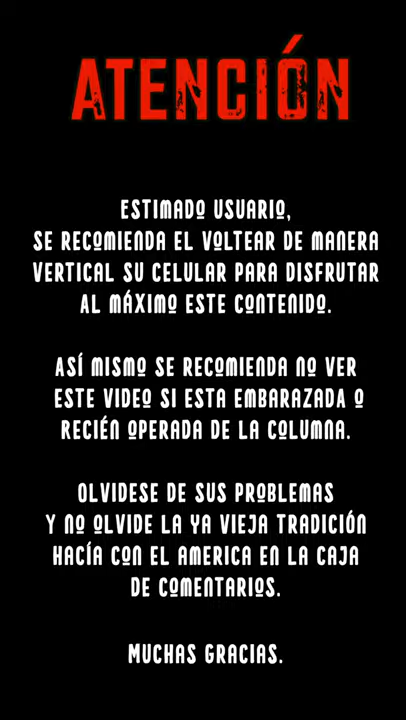 ATENCIÓN
ESTIMADO USUARIO,
SE RECOMIENDA EL VOLTEAR DE MANERA
VERTICAL SU CELULAR PARA DISFRUTAR
AL MÁXIMO ESTE CONTENIDO.
ASÍ MISMO SE RECOMIENDA NO VER
ESTE VIDEO SI ESTA EMBARAZADA O
RECIÉN OPERADA DE LA COLUMNA.
OLVIDESE DE SUS PROBLEMAS
Y NO OLVIDE LA YA VIEJA TRADICIÓN
HACÍA CON EL AMERICA EN LA CAJA
DE COMENTARIOS.
MUCHAS GRACIAS.